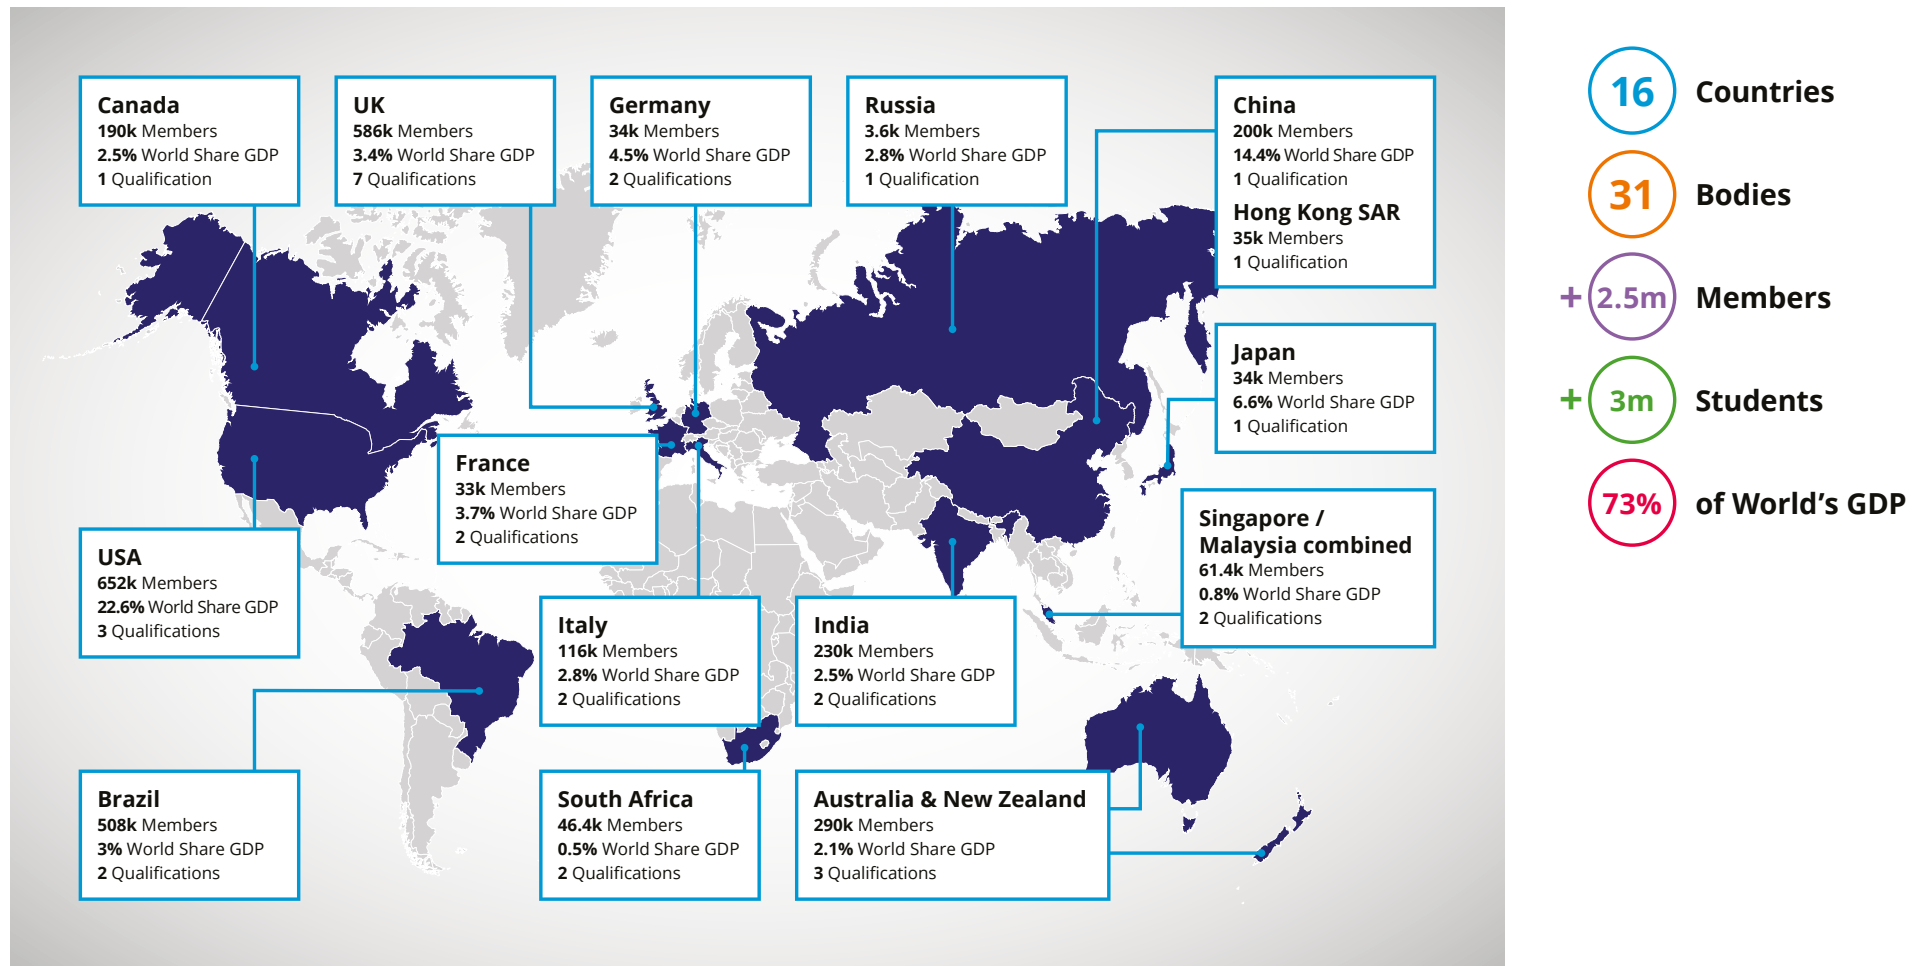 Canada
190k Members
2.5% World Share GDP
1 Qualification
UK
586k Members
3.4% World Share GDP
7 Qualifications
Germany
34k Members
4.5% World Share GDP
2 Qualifications
Russia
3.6k Members
2.8% World Share GDP
1 Qualification
China
200k Members
14.4% World Share GDP
1 Qualification
Hong Kong SAR
35k Members
1 Qualification
Japan
34k Members
6.6% World Share GDP
1 Qualification
France
33k Members
3.7% World Share GDP
2 Qualifications
Singapore /
Malaysia combined
61.4k Members
0.8% World Share GDP
2 Qualifications
USA
652k Members
22.6% World Share GDP
3 Qualifications
Italy
116k Members
2.8% World Share GDP
2 Qualifications
India
230k Members
2.5% World Share GDP
2 Qualifications
Brazil
508k Members
3% World Share GDP
2 Qualifications
South Africa
46.4k Members
0.5% World Share GDP
2 Qualifications
Australia & New Zealand
290k Members
2.1% World Share GDP
3 Qualifications
16 Countries
31 Bodies
+ 2.5m Members
+ 3m Students
73% of World’s GDP